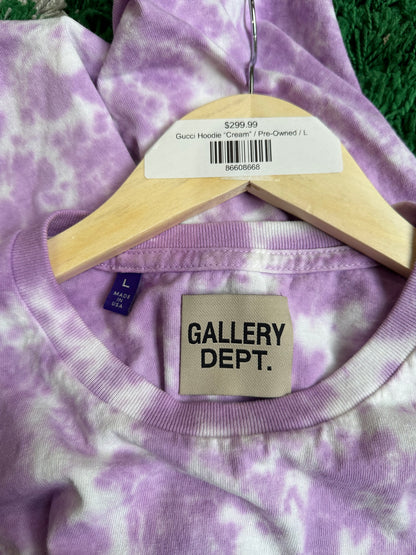 $299.99
Gucci Hoodie "Cream" / Pre-Owned / L
86608668
L
MADE
IN
USA
GALLERY
DEPT.